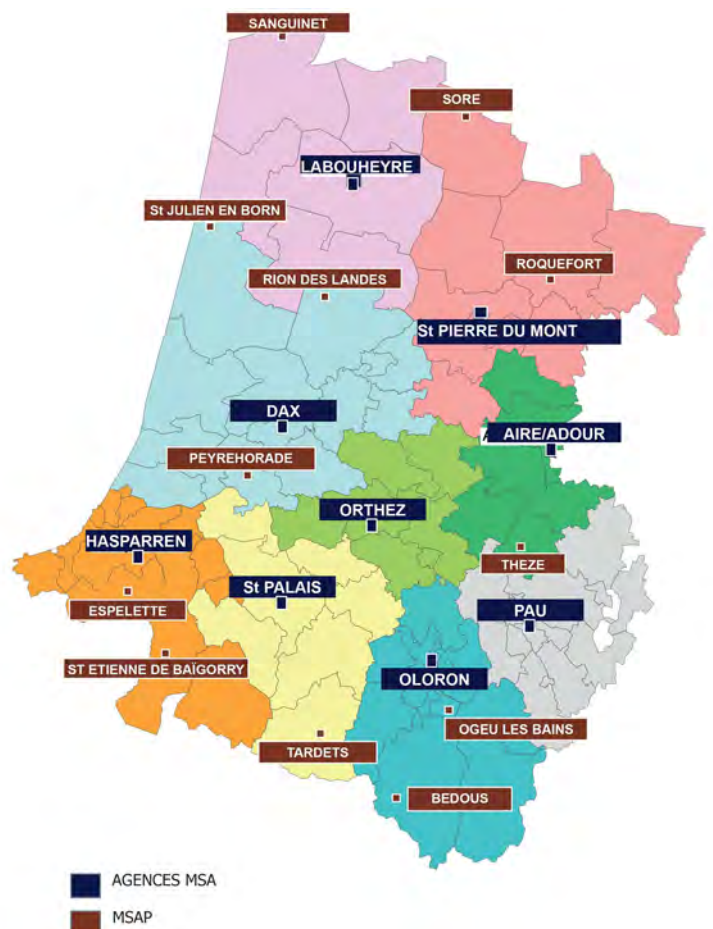 SANGUINET
SORE
LABOUHEYRE
St JULIEN EN BORN
RION DES LANDES
ROQUEFORT
St PIERRE DU MONT
DAX
AIRE/ADOUR
PEYREHORADE
ORTHEZ
HASPARREN
THEZE
St PALAIS
ESPELETTE
PAU
ST ETIENNE DE BAÏGORRY
OLORON
OGEU LES BAINS
TARDETS
BEDOUS
AGENCES MSA
MSAP